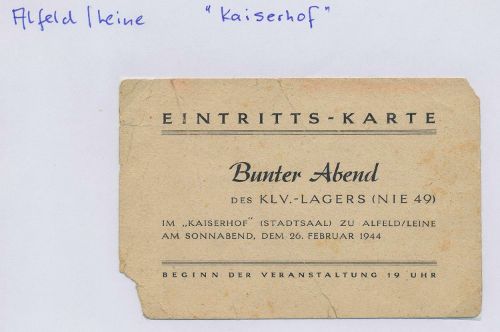 Alfeld/Leine "Kaiserhof"
EINTRITTS-KARTE
Bunter Abend
DES KLV.-LAGERS (NIE 49)
IM „KAISERHOF" (STADTSAAL) ZU ALFELD/LEINE
AM SONNABEND, DEM 26. FEBRUAR 1944
BEGINN DER VERANSTALTUNG 19 UHR